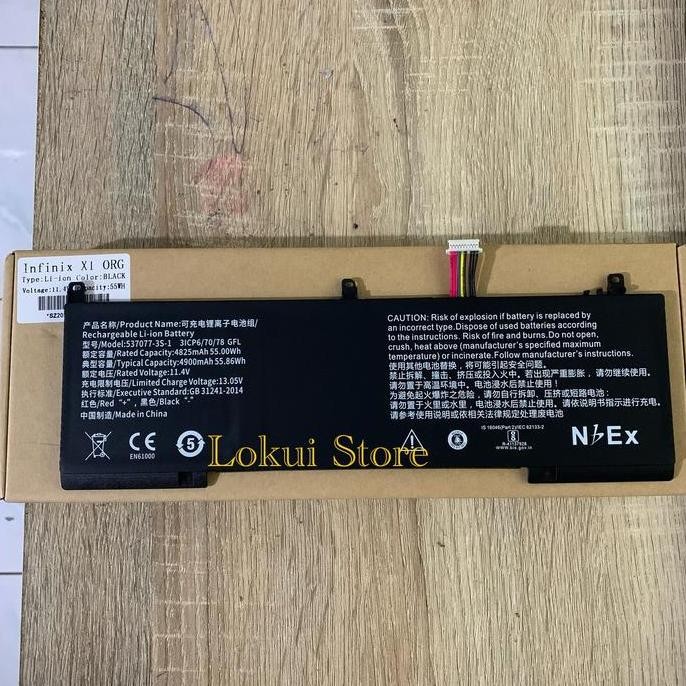 Infinix X1 ORG
Type:Li-ion Color:BLACK
Voltage:11.4V Capacity:55WH
产品名称/Product Name:可充电锂离子电池组/
Rechargeable Li-ion Battery
型号/Model:537077-3S-1 3ICP6/70/78 GFL
额定容量/Rated Capacity:4825mAh 55.00Wh
典型容量/Typical Capacity:4900mAh 55.86Wh
额定电压/Rated Voltage:11.4V
充电限制电压/Limited Charge Voltage:13.05V
执行标准/Executive Standard:GB 31241-2014
红色/Red "+", 黑色/Black "-"
中国制造/Made in China
CE
EN61000
5
CAUTION: Risk of explosion if battery is replaced
by an incorrect type.Dispose of used batteries according
to the instructions. Risk of fire and burns.Do not open,
crush, heat above (manufacturer's specified maximum
temperature) or incinerate.Follow manufacturer's instructions.
使用其他电池替换,可能引起安全问题。
禁止拆解、撞击、挤压或投入火中。若出现严重膨胀,请勿继续使用。
请勿置于高温环境中。电池浸水后禁止使用!
为避免起火爆炸之危险,请勿自行拆卸、压挤或短路电池:
请勿置于火里或水里,电池浸水后禁止使用。请依说明书指示进行充电。
参考使用说明或依相关法律规定处理废电池
IS 16046(Part2)/IEC 62133-2
R-41137928
www.bis.gov.in
NϟEx
Lokui Store